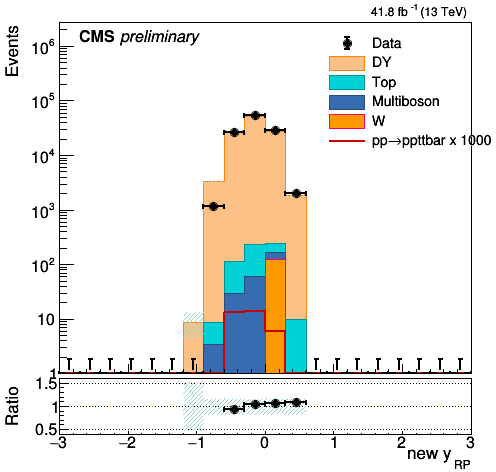 41.8 fb⁻¹ (13 TeV)
CMS preliminary
Events
10⁶
10⁵
10⁴
10³
10²
10
1
Data
DY
Top
Multiboson
W
pp→ppttbar x 1000
Ratio
1.5
1
0.5
−3 −2 −1 0 1 2 3
new y_RP